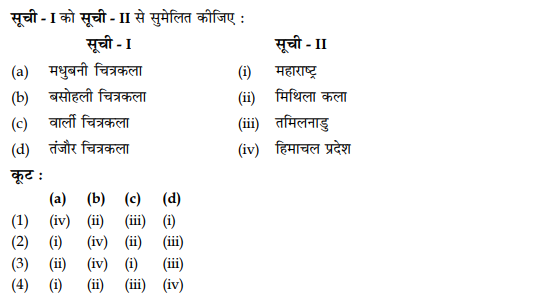 सूची - I को सूची - II से सुमेलित कीजिए :
सूची - I सूची - II
(a) मधुबनी चित्रकला (i) महाराष्ट्र
(b) बसोहली चित्रकला (ii) मिथिला कला
(c) वार्ली चित्रकला (iii) तमिलनाडु
(d) तंजौर चित्रकला (iv) हिमाचल प्रदेश
कूट :
(a) (b) (c) (d)
(1) (iv) (ii) (iii) (i)
(2) (i) (iv) (ii) (iii)
(3) (ii) (iv) (i) (iii)
(4) (i) (ii) (iii) (iv)